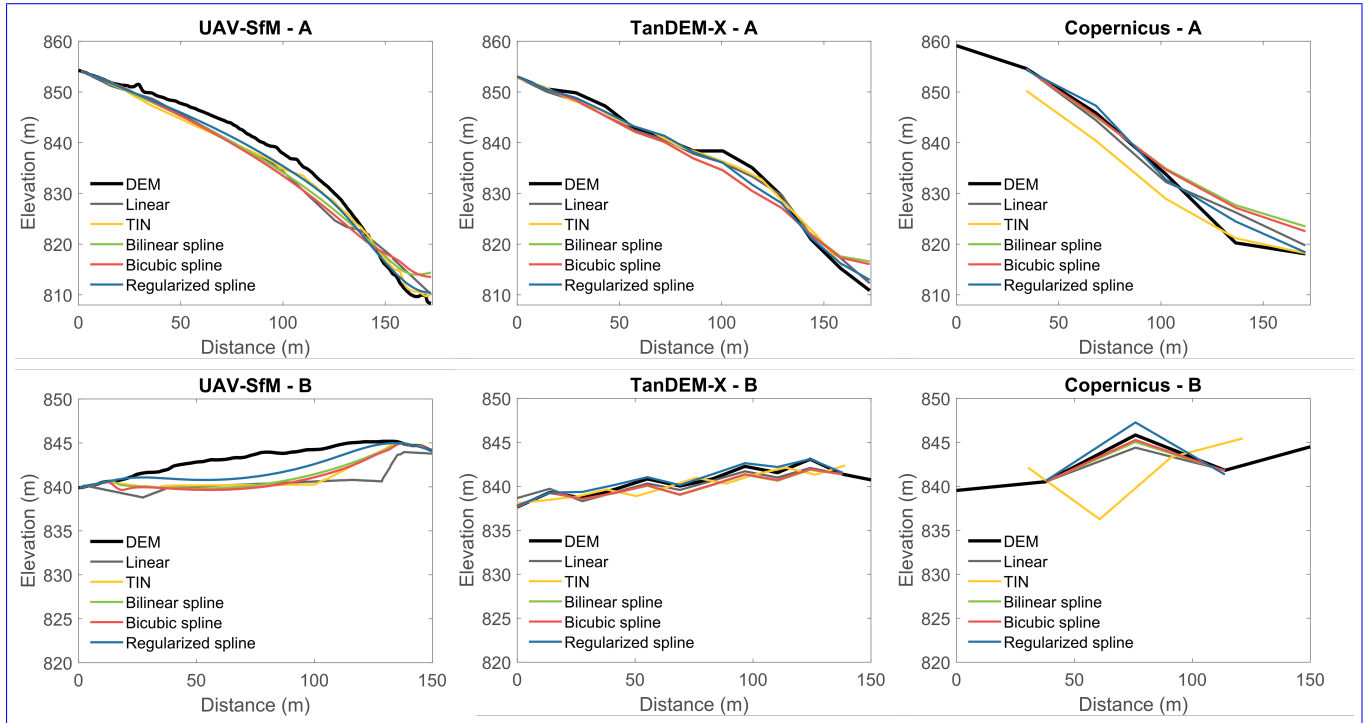 UAV-SfM - A
860
850
840
830
820
810
Elevation (m)
DEM
Linear
TIN
Bilinear spline
Bicubic spline
Regularized spline
0 50 100 150
Distance (m)
TanDEM-X - A
860
850
840
830
820
810
Elevation (m)
DEM
Linear
TIN
Bilinear spline
Bicubic spline
Regularized spline
0 50 100 150
Distance (m)
Copernicus - A
860
850
840
830
820
810
Elevation (m)
DEM
Linear
TIN
Bilinear spline
Bicubic spline
Regularized spline
0 50 100 150
Distance (m)
UAV-SfM - B
850
845
840
835
830
825
820
Elevation (m)
DEM
Linear
TIN
Bilinear spline
Bicubic spline
Regularized spline
0 50 100 150
Distance (m)
TanDEM-X - B
850
845
840
835
830
825
820
Elevation (m)
DEM
Linear
TIN
Bilinear spline
Bicubic spline
Regularized spline
0 50 100 150
Distance (m)
Copernicus - B
850
845
840
835
830
825
820
Elevation (m)
DEM
Linear
TIN
Bilinear spline
Bicubic spline
Regularized spline
0 50 100 150
Distance (m)